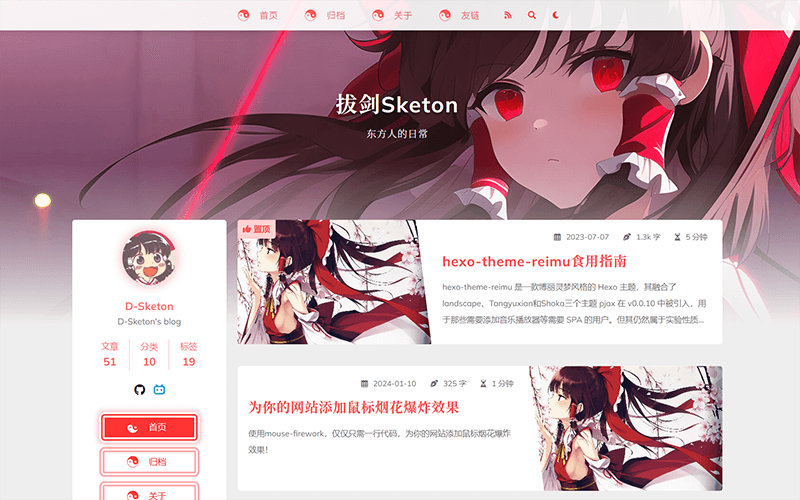 首页 归档 关于 友链
拔剑Sketon
东方人的日常
D-Sketon
D-Sketon's blog
文章 分类 标签
51 10 19
首页
归档
关于
置顶
2023-07-07 1.3k 字 5 分钟
hexo-theme-reimu食用指南
hexo-theme-reimu 是一款博丽灵梦风格的 Hexo 主题，其融合了
landscape、Tongyuxian和Shoka三个主题 pjax 在 v0.0.10 中被引入，用
于那些需要添加音乐播放器等需要 SPA 的用户。但其仍然属于实验性质...
2024-01-10 325 字 1 分钟
为你的网站添加鼠标烟花爆炸效果
使用mouse-firework，仅仅只需一行代码，为你的网站添加鼠标烟花爆炸
效果！